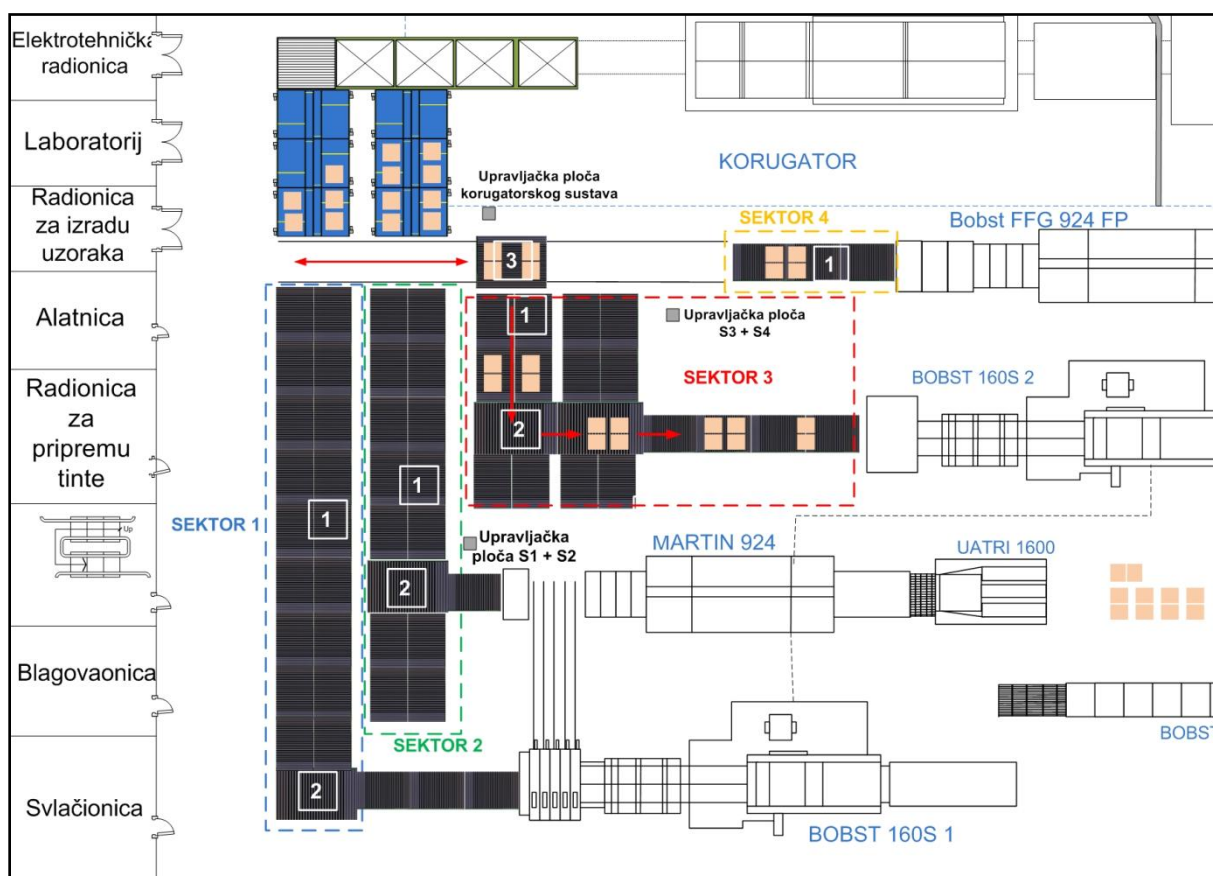 Elektrotehnička
radionica
Laboratorij
Radionica
za izradu
uzoraka
Alatnica
Radionica
za
pripremu
tinte
Up
Blagovaonica
Svlačionica
KORUGATOR
Upravljačka ploča
korugatorskog sustava
SEKTOR 4
Bobst FFG 924 FP
3
1
1
Upravljačka ploča
S3 + S4
SEKTOR 3
BOBST 160S 2
2
1
1
SEKTOR 1
Upravljačka
ploča S1 + S2
MARTIN 924
UATRI 1600
2
BOBST
SEKTOR 2
2
BOBST 160S 1